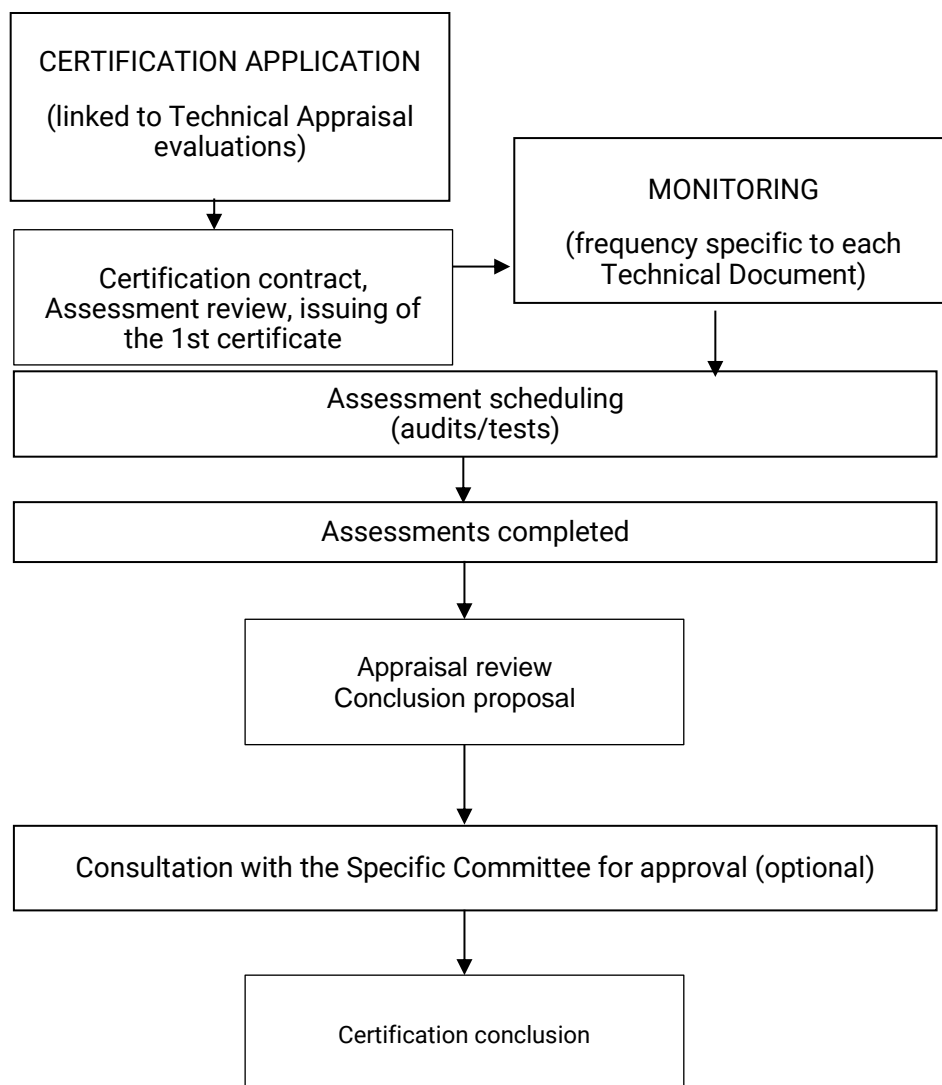 CERTIFICATION APPLICATION
(linked to Technical Appraisal
evaluations)
MONITORING
(frequency specific to each
Technical Document)
Certification contract,
Assessment review, issuing of
the 1st certificate
Assessment scheduling
(audits/tests)
Assessments completed
Appraisal review
Conclusion proposal
Consultation with the Specific Committee for approval (optional)
Certification conclusion